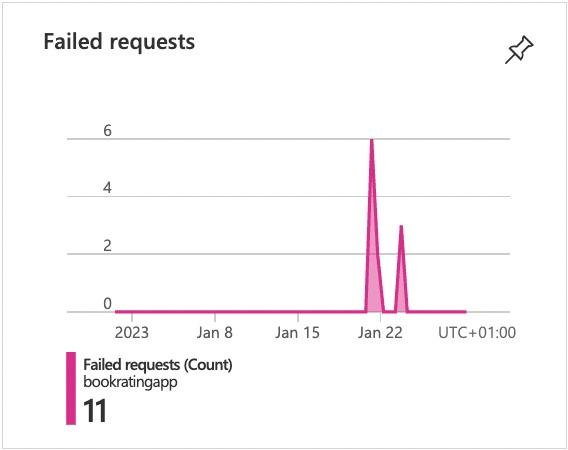 Failed requests
6
4
2
0
2023 Jan 8 Jan 15 Jan 22 UTC+01:00
Failed requests (Count)
bookratingapp
11